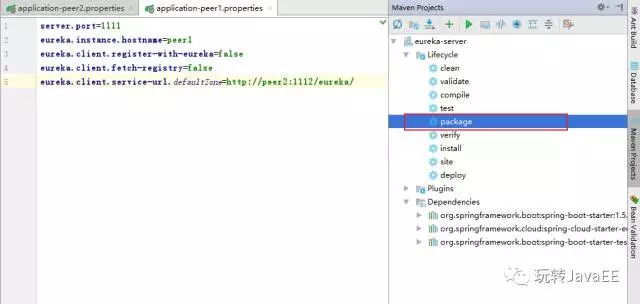 application-peer2.properties
application-peer1.properties
Maven Projects
1 server.port=1111
2 eureka.instance.hostname=peer1
3 eureka.client.register-with-eureka=false
4 eureka.client.fetch-registry=false
5 eureka.client.service-url.defaultZone=http://peer2:1112/eureka/
eureka-server
Lifecycle
clean
validate
compile
test
package
verify
install
site
deploy
Plugins
Dependencies
org.springframework.boot:spring-boot-starter:1.5.
org.springframework.cloud:spring-cloud-starter-e
org.springframework.boot:spring-boot-starter-tes
Ant Build
Database
Maven Projects
Bean Validation
玩转JavaEE